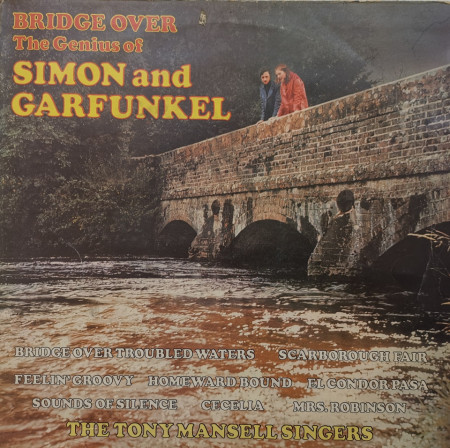 BRIDGE OVER
The Genius of
SIMON and
GARFUNKEL
BRIDGE OVER TROUBLED WATERS SCARBOROUGH FAIR
FEELIN' GROOVY HOMEWARD BOUND EL CONDOR PASA
SOUNDS OF SILENCE CECELIA MRS. ROBINSON
THE TONY MANSELL SINGERS